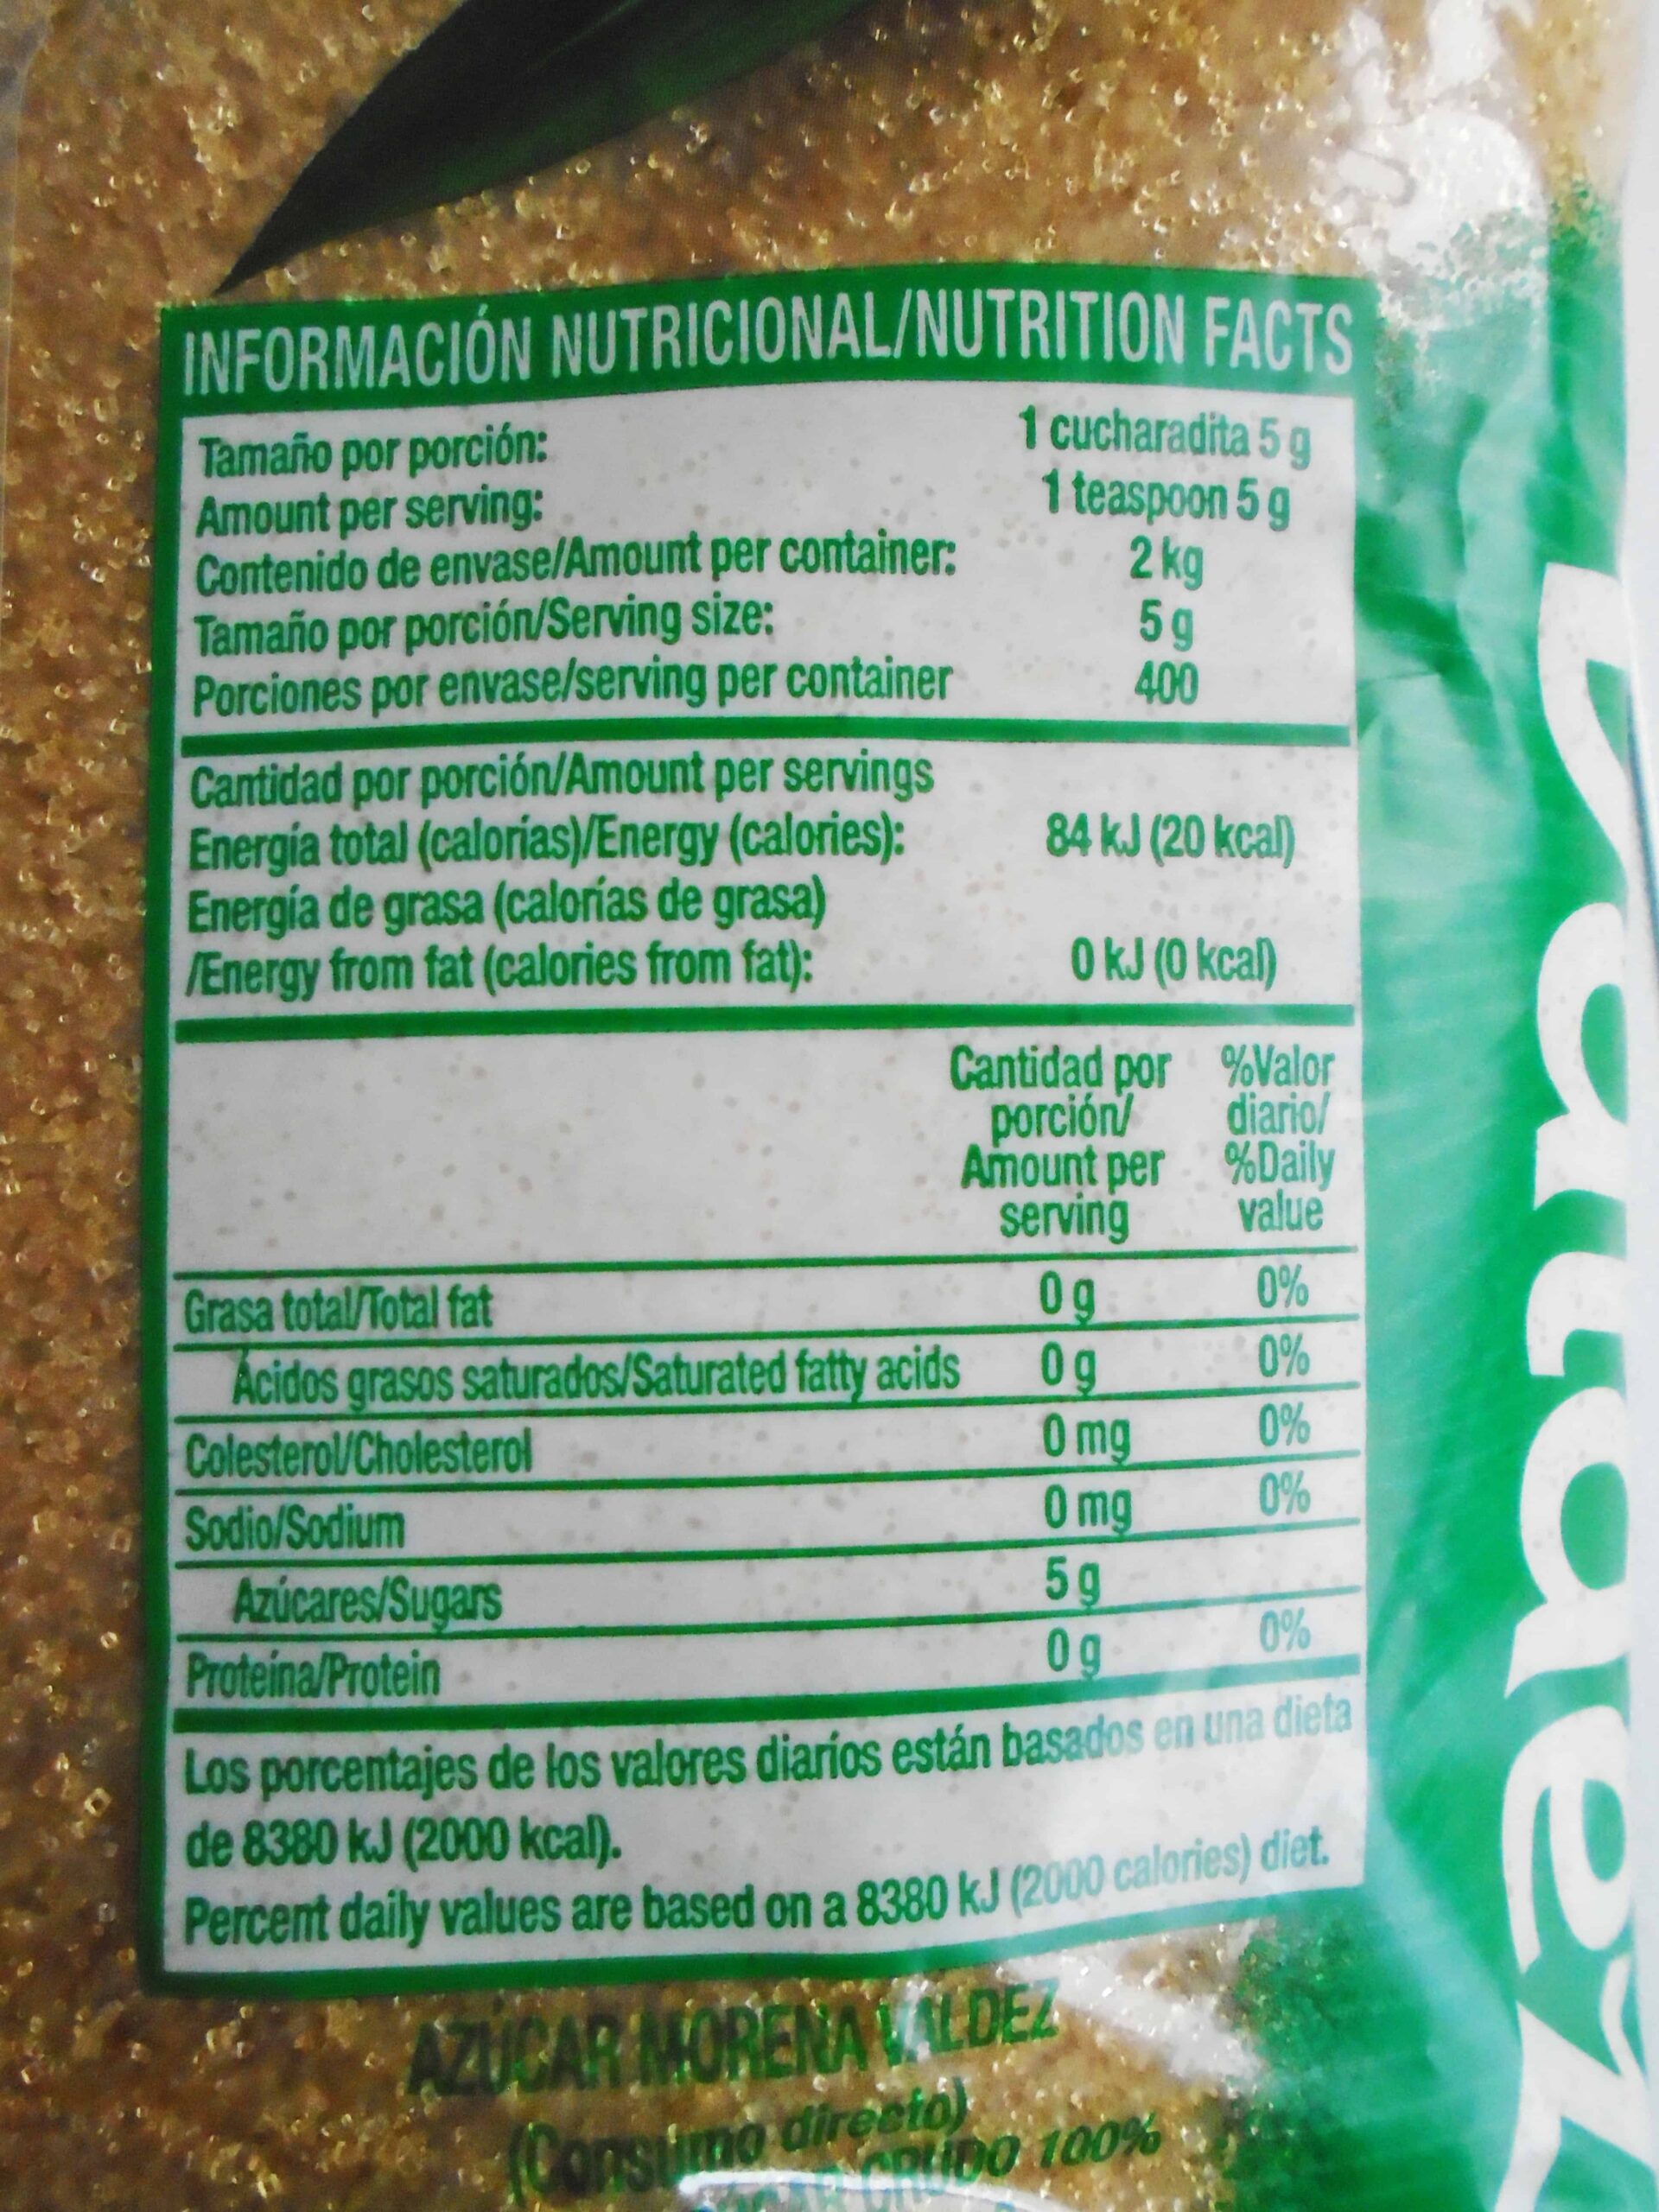 INFORMACIÓN NUTRICIONAL/NUTRITION FACTS
Tamaño por porción: 1 cucharadita 5 g
Amount per serving: 1 teaspoon 5 g
Contenido de envase/Amount per container: 2 kg
Tamaño por porción/Serving size: 5 g
Porciones por envase/serving per container 400
Cantidad por porción/Amount per servings
Energía total (calorías)/Energy (calories): 84 kJ (20 kcal)
Energía de grasa (calorías de grasa)
/Energy from fat (calories from fat): 0 kJ (0 kcal)
Cantidad por %Valor
porción/ diario/
Amount per %Daily
serving value
Grasa total/Total fat 0 g 0%
Ácidos grasos saturados/Saturated fatty acids 0 g 0%
Colesterol/Cholesterol 0 mg 0%
Sodio/Sodium 0 mg 0%
Azúcares/Sugars 5 g
Proteína/Protein 0 g 0%
Los porcentajes de los valores diarios están basados en una dieta
de 8380 kJ (2000 kcal).
Percent daily values are based on a 8380 kJ (2000 calories) diet.
AZÚCAR MORENA VALDEZ
(Consumo directo)
CRUDO 100%